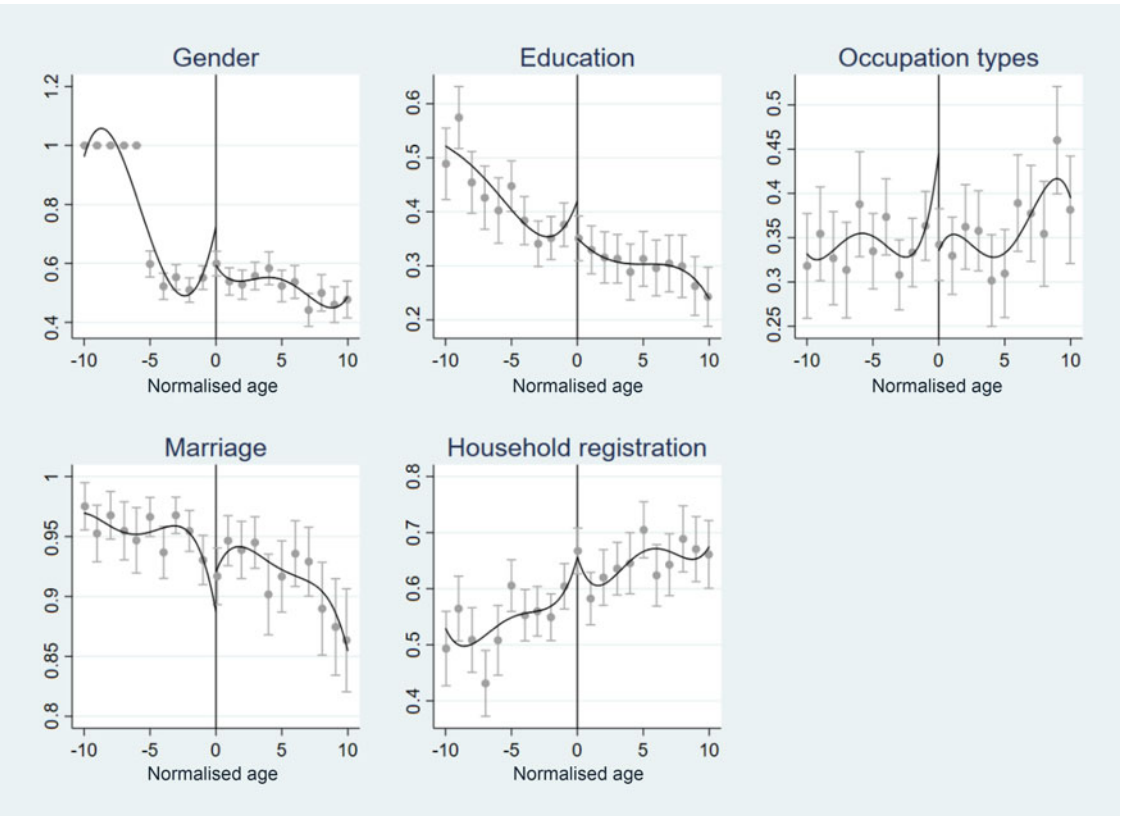 Gender
1.2
1
0.8
0.6
0.4
-10 -5 0 5 10
Normalised age
Education
0.6
0.5
0.4
0.3
0.2
-10 -5 0 5 10
Normalised age
Occupation types
0.5
0.45
0.4
0.35
0.3
0.25
-10 -5 0 5 10
Normalised age
Marriage
1
0.95
0.9
0.85
0.8
-10 -5 0 5 10
Normalised age
Household registration
0.8
0.7
0.6
0.5
0.4
-10 -5 0 5 10
Normalised age